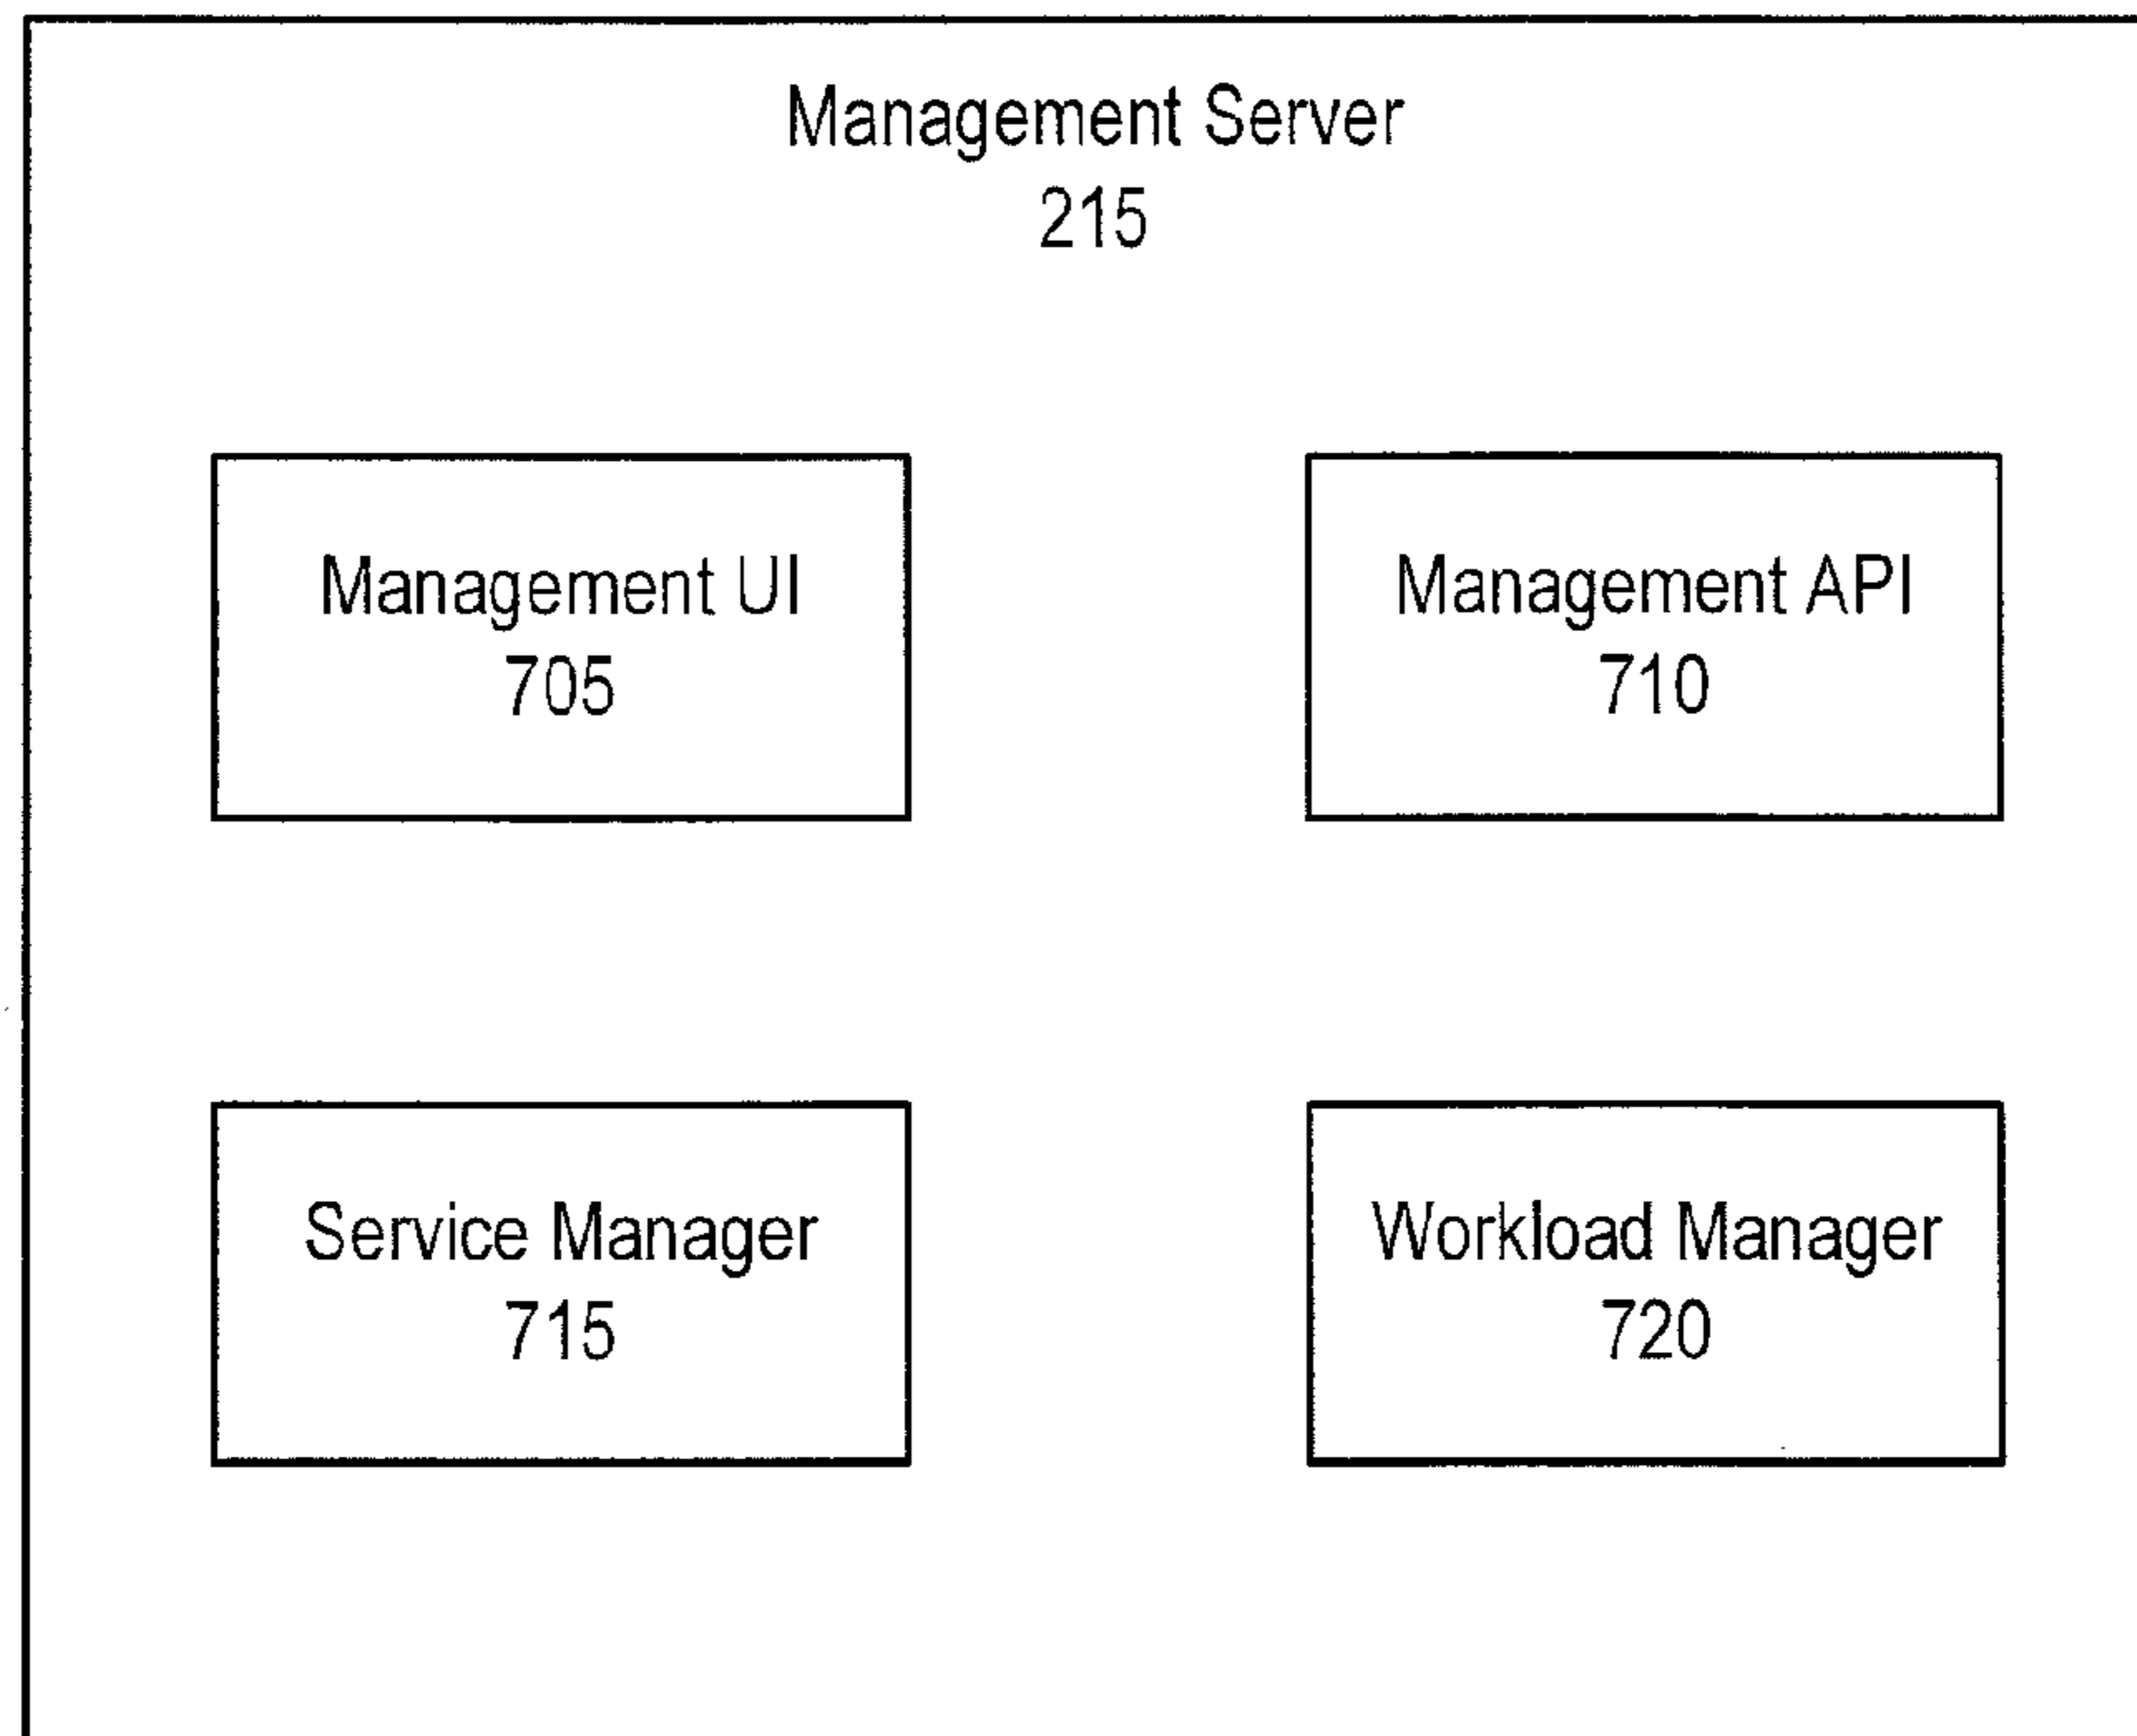 Management Server
215
Management UI
705
Management API
710
Service Manager
715
Workload Manager
720